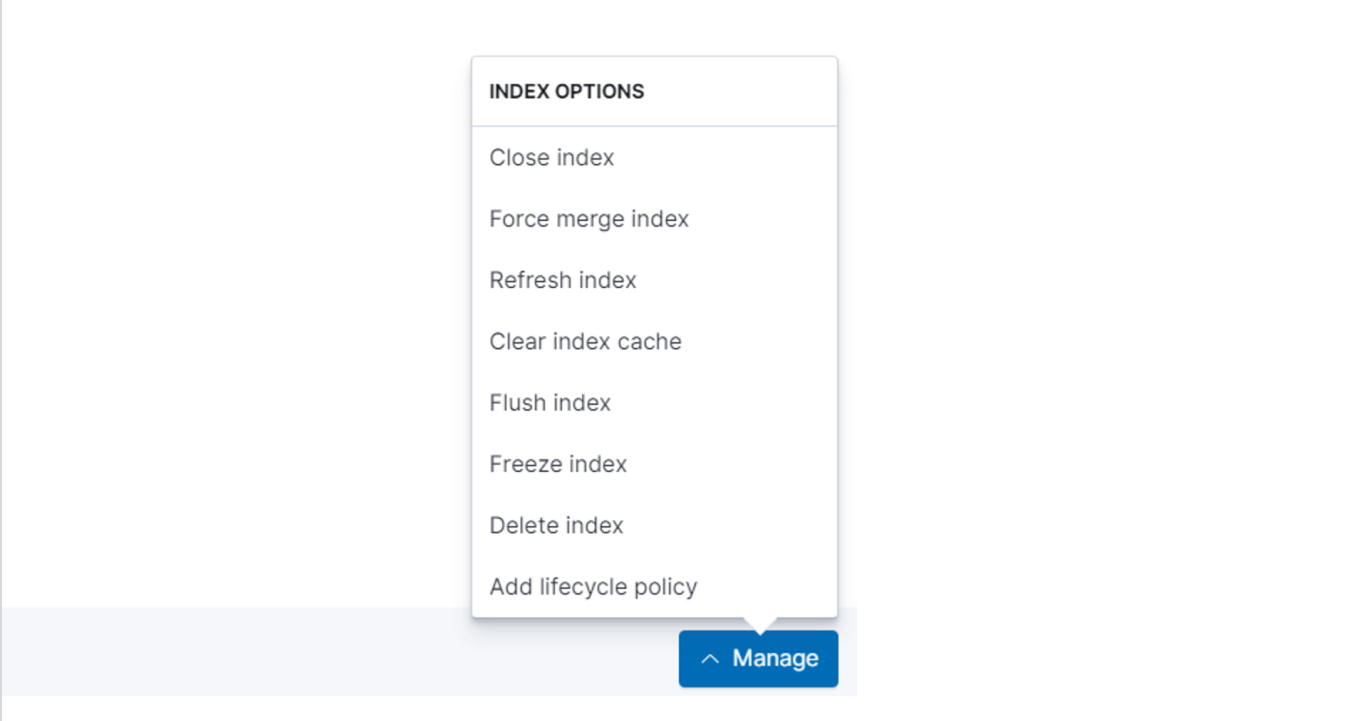 INDEX OPTIONS
Close index
Force merge index
Refresh index
Clear index cache
Flush index
Freeze index
Delete index
Add lifecycle policy
Manage